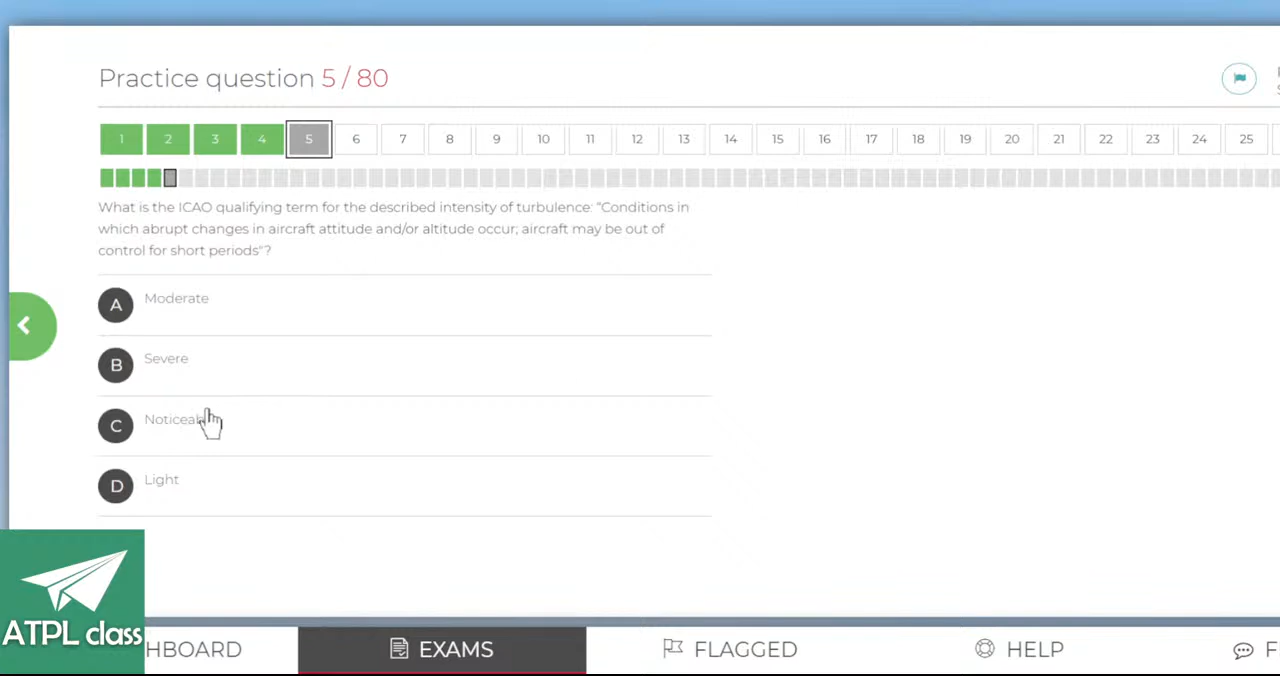 Practice question 5 / 80
1 2 3 4 5 6 7 8 9 10 11 12 13 14 15 16 17 18 19 20 21 22 23 24 25
What is the ICAO qualifying term for the described intensity of turbulence: "Conditions in
which abrupt changes in aircraft attitude and/or altitude occur; aircraft may be out of
control for short periods"?
A Moderate
B Severe
C
D Light
ATPL class
HBOARD EXAMS FLAGGED HELP